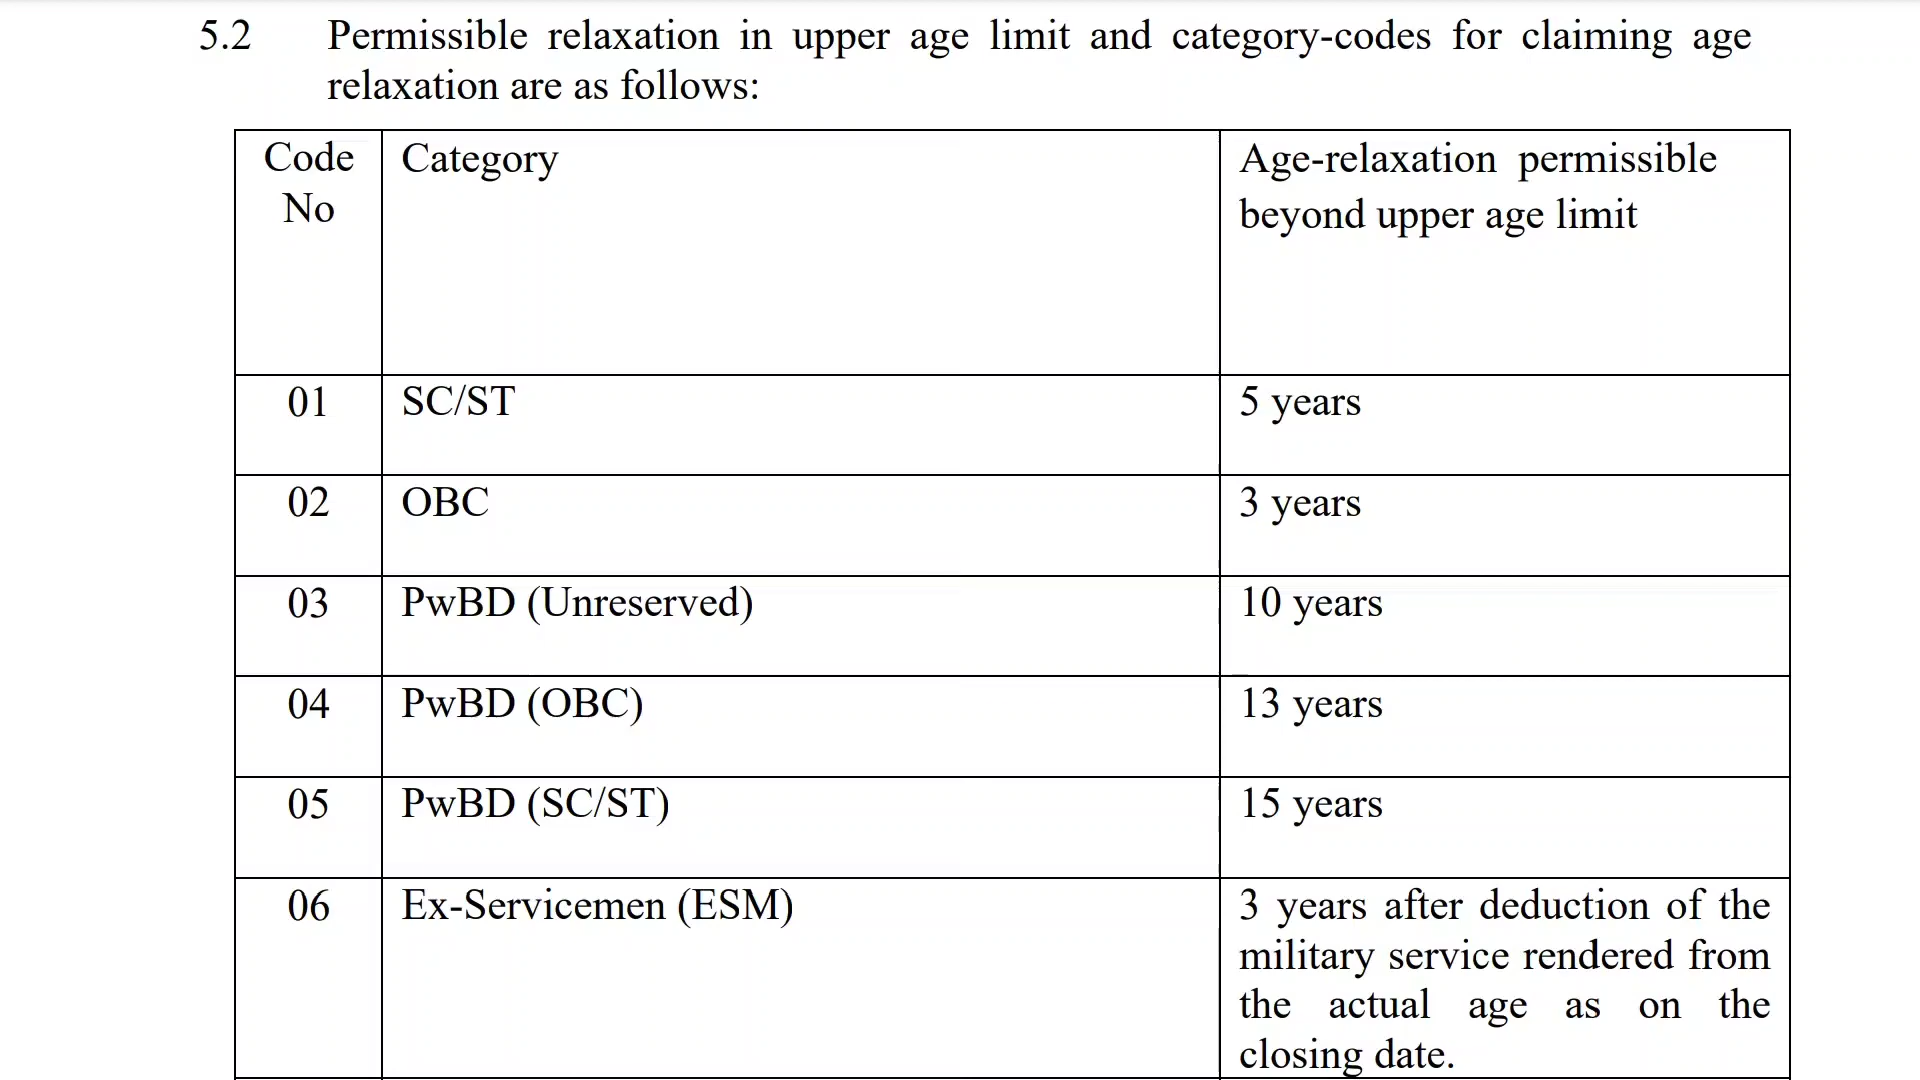 5.2 Permissible relaxation in upper age limit and category-codes for claiming age
relaxation are as follows:
Code No Category Age-relaxation permissible
beyond upper age limit
01 SC/ST 5 years
02 OBC 3 years
03 PwBD (Unreserved) 10 years
04 PwBD (OBC) 13 years
05 PwBD (SC/ST) 15 years
06 Ex-Servicemen (ESM) 3 years after deduction of the
military service rendered from
the actual age as on the
closing date.